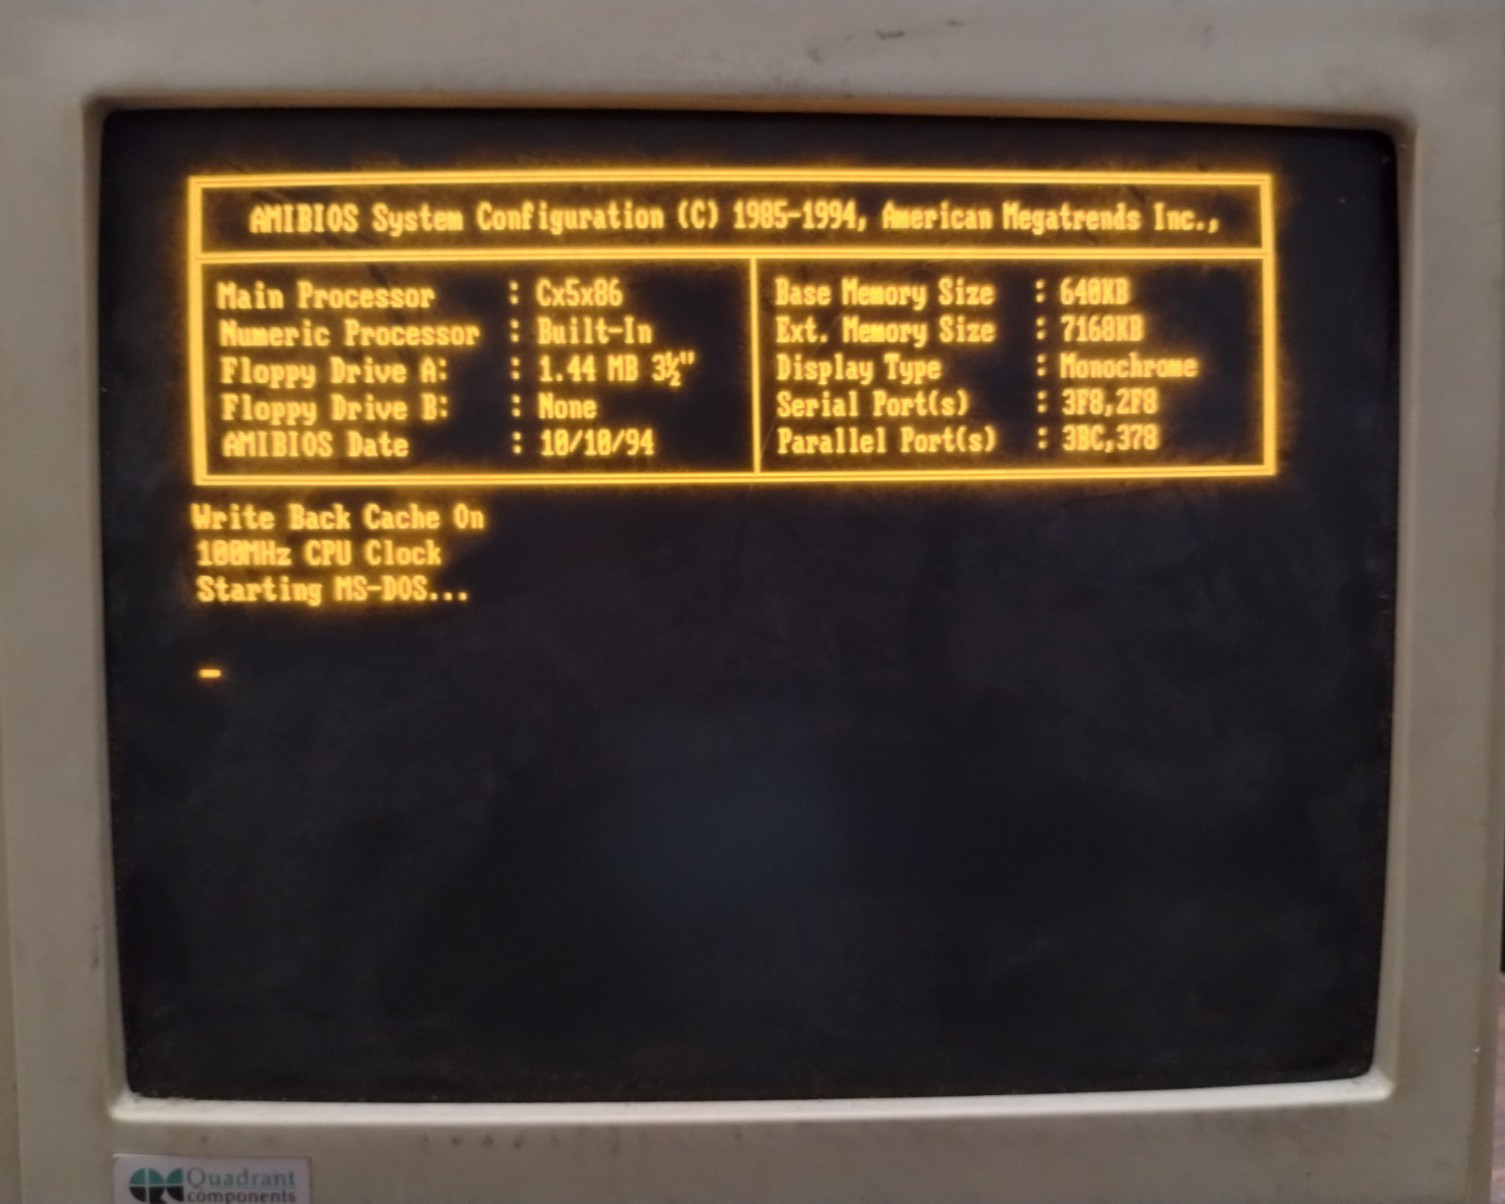 AMIBIOS System Configuration (C) 1985-1994, American Megatrends Inc.,
Main Processor : Cx5x86
Numeric Processor : Built-In
Floppy Drive A: : 1.44 MB 3½"
Floppy Drive B: : None
AMIBIOS Date : 10/10/94
Base Memory Size : 640KB
Ext. Memory Size : 7168KB
Display Type : Monochrome
Serial Port(s) : 3F8,2F8
Parallel Port(s) : 3BC,378
Write Back Cache On
100MHz CPU Clock
Starting MS-DOS...
Quadrant
components